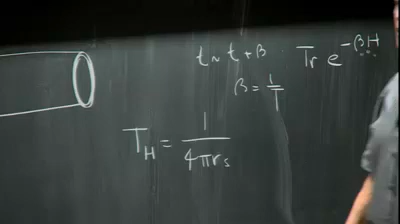 t ~ t + β . Tr e^{-βH}
β = 1/T
T_H = 1/4πr_s